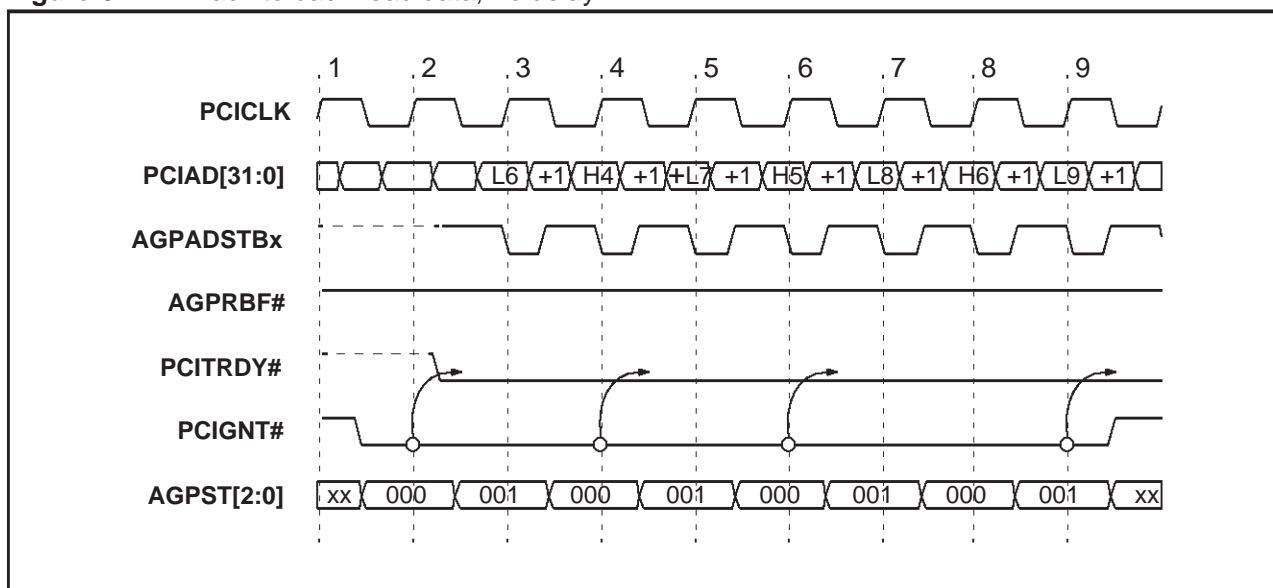 1 2 3 4 5 6 7 8 9
PCICLK
PCIAD[31:0] L6 +1 H4 +1 +L7 +1 H5 +1 L8 +1 H6 +1 L9 +1
AGPADSTBx
AGPRBF#
PCITRDY#
PCIGNT#
AGPST[2:0] xx 000 001 000 001 000 001 000 001 xx